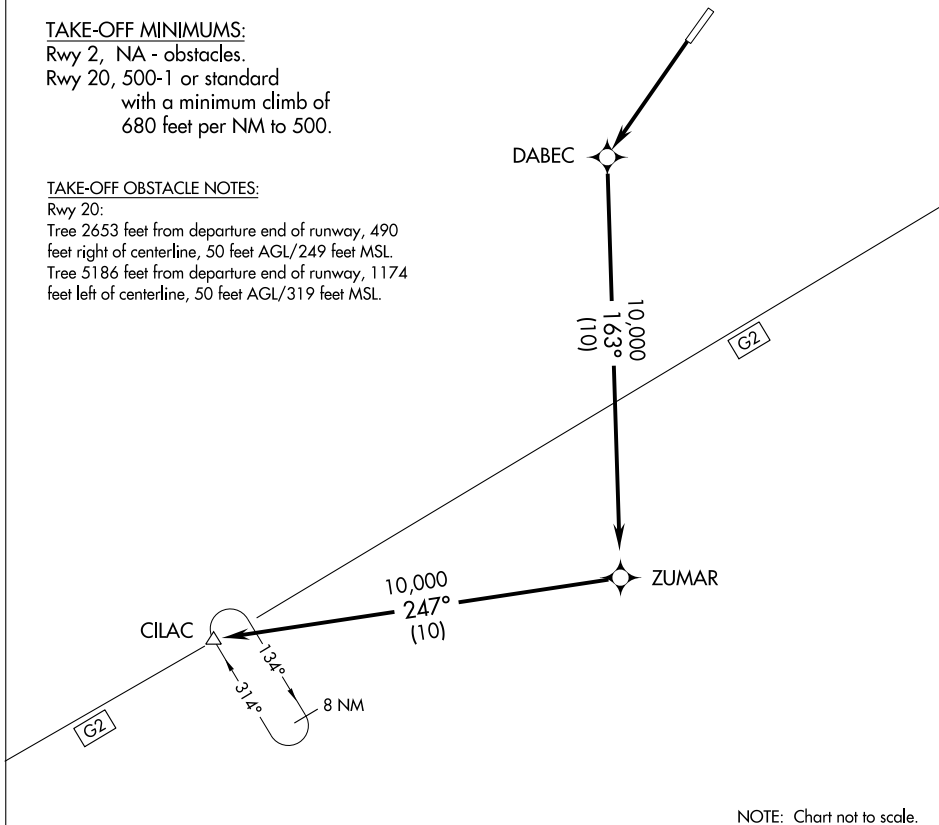 TAKE-OFF MINIMUMS:
Rwy 2, NA - obstacles.
Rwy 20, 500-1 or standard
with a minimum climb of
680 feet per NM to 500.
TAKE-OFF OBSTACLE NOTES:
Rwy 20:
Tree 2653 feet from departure end of runway, 490
feet right of centerline, 50 feet AGL/249 feet MSL.
Tree 5186 feet from departure end of runway, 1174
feet left of centerline, 50 feet AGL/319 feet MSL.
DABEC
10,000
163°
(10)
G2
ZUMAR
10,000
247°
(10)
CILAC
134°
314°
8 NM
G2
NOTE: Chart not to scale.